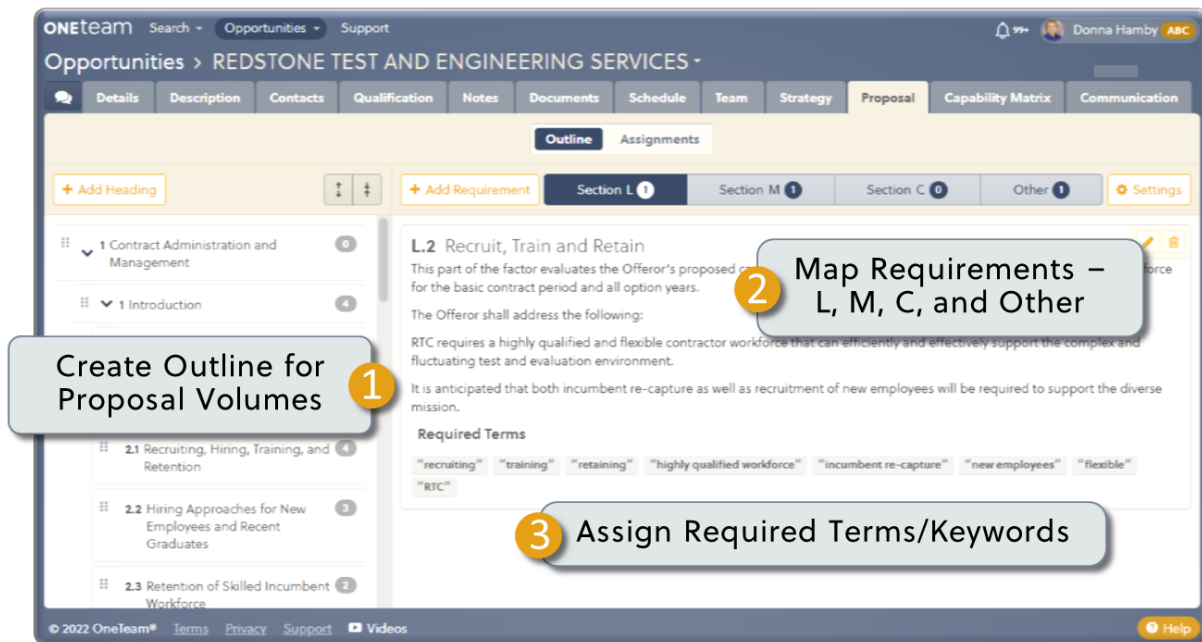 ONEteam Search Opportunities Support 99+ Donna Hamby ABC
Opportunities > REDSTONE TEST AND ENGINEERING SERVICES
Details Description Contacts Qualification Notes Documents Schedule Team Strategy Proposal Capability Matrix Communication
Outline Assignments
+ Add Heading
+ Add Requirement Section L 1 Section M 1 Section C 0 Other 1 Settings
1 Contract Administration and 0
Management
1 Introduction 4
Create Outline for
Proposal Volumes
1
2.1 Recruiting, Hiring, Training, and 4
Retention
2.2 Hiring Approaches for New 3
Employees and Recent
Graduates
2.3 Retention of Skilled Incumbent 2
Workforce
L.2 Recruit, Train and Retain
This part of the factor evaluates the Offeror's proposed
for the basic contract period and all option years.
2
Map Requirements –
L, M, C, and Other
The Offeror shall address the following:
RTC requires a highly qualified and flexible contractor workforce that can efficiently and effectively support the complex and
fluctuating test and evaluation environment.
It is anticipated that both incumbent re-capture as well as recruitment of new employees will be required to support the diverse
mission.
Required Terms
"recruiting" "training" "retaining" "highly qualified workforce" "incumbent re-capture" "new employees" "flexible"
"RTC"
3 Assign Required Terms/Keywords
© 2022 OneTeam® Terms Privacy Support Videos Help